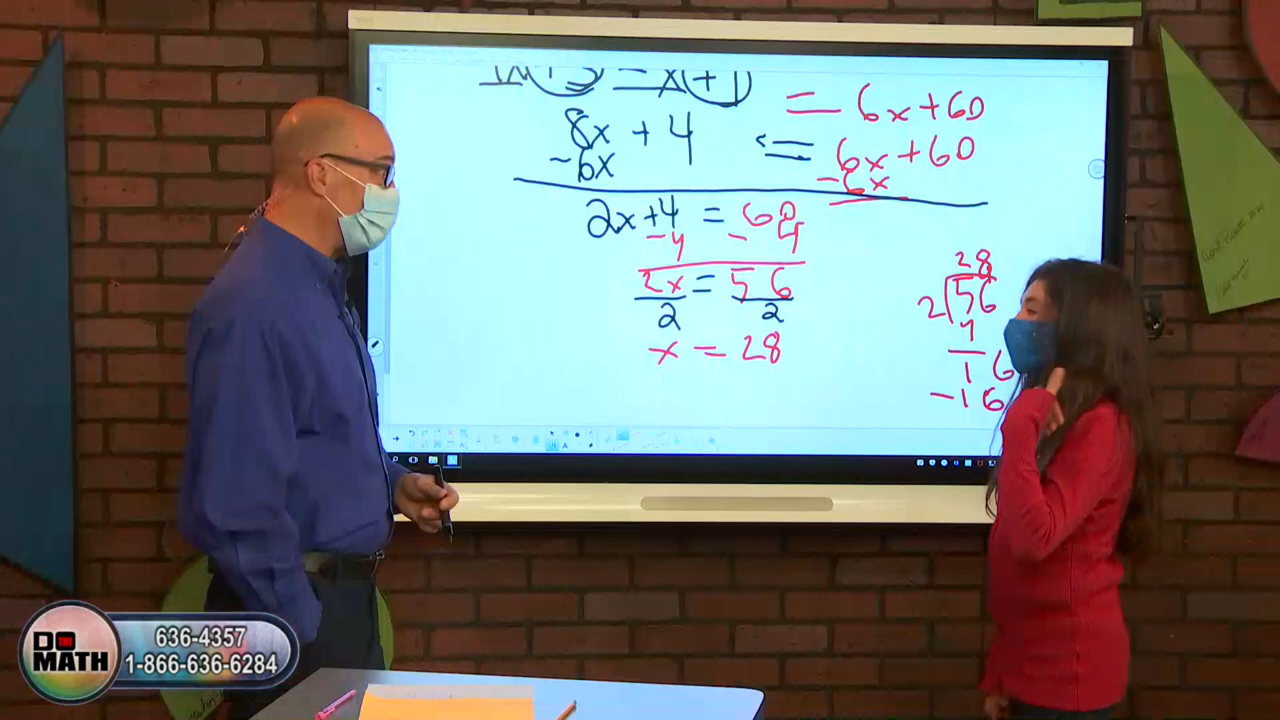 = 6x+60
8x + 4 = 6x+60
-6x -6x
2x+4 = 60
-4 - 4
2x = 56
2 2
x = 28
28
2)56
4
16
-16
DO THE MATH
636-4357
1-866-636-6284